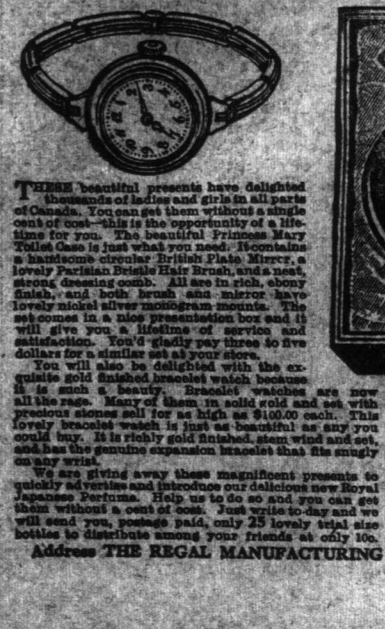 THESE beautiful presents have delighted
thousands of ladies and girls in all parts
of Canada. You can get them without a single
cent of cost—this is the opportunity of a life-
time for you. The beautiful Princess Mary
Toilet Case is just what you need. It contains
a handsome circular British Plate Mirror, a
lovely Parisian Bristle Hair Brush, and a neat,
strong dressing comb. All are in rich, ebony
finish, and both brush and mirror have
lovely nickel silver monogram mounts. The
set comes in a nice presentation box and it
will give you a lifetime of service and
satisfaction. You'd gladly pay three to five
dollars for a similar set at your store.
You will also be delighted with the ex-
quisite gold finished bracelet watch because
it is such a beauty. Bracelet watches are now
all the rage. Many of them in solid gold and set with
precious stones sell for as high as $100.00 each. This
lovely bracelet watch is just as beautiful as any you
could buy. It is richly gold finished, stem wind and set,
and has the genuine expansion bracelet that fits snugly
on any wrist.
We are giving away these magnificent presents to
quickly advertise and introduce our delicious new Royal
Japanese Perfume. Help us to do so and you can get
them without a cent of cost. Just write to-day and we
will send you, postage paid, only 25 lovely trial size
bottles to distribute among your friends at only 10c.
Address THE REGAL MANUFACTURING